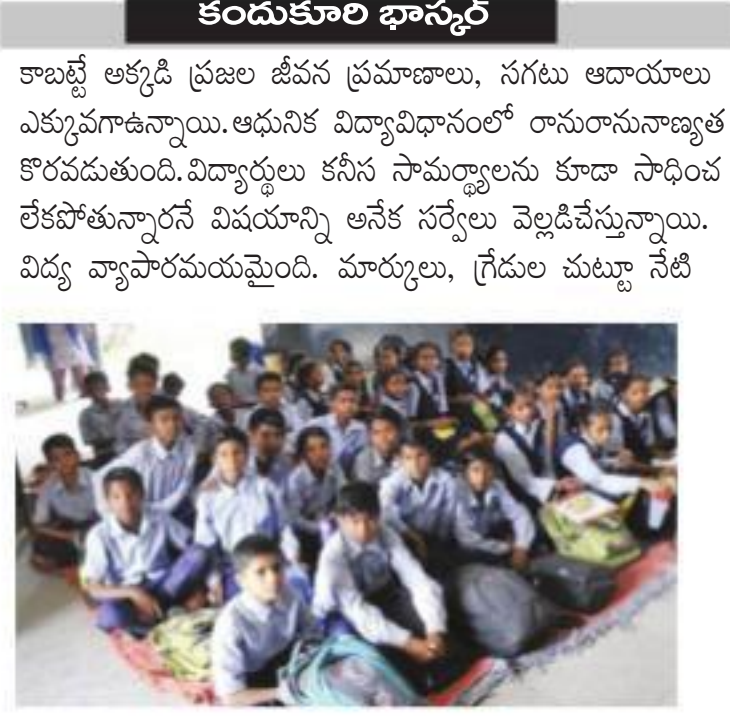 కందుకూరి భాస్కర్
కాబట్టే అక్కడి ప్రజల జీవన ప్రమాణాలు, సగటు ఆదాయాలు
ఎక్కువగాఉన్నాయి.ఆధునిక విద్యావిధానంలో రానురానునాణ్యత
కొరవడుతుంది.విద్యార్థులు కనీస సామర్థ్యాలను కూడా సాధించ
లేకపోతున్నారనే విషయాన్ని అనేక సర్వేలు వెల్లడిచేస్తున్నాయి.
విద్య వ్యాపారమయమైంది. మార్కులు, గ్రేడుల చుట్టూ నేటి